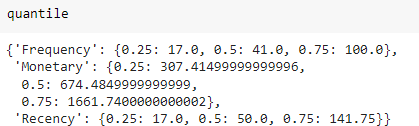 quantile
{'Frequency': {0.25: 17.0, 0.5: 41.0, 0.75: 100.0},
'Monetary': {0.25: 307.41499999999996,
0.5: 674.4849999999999,
0.75: 1661.7400000000002},
'Recency': {0.25: 17.0, 0.5: 50.0, 0.75: 141.75}}